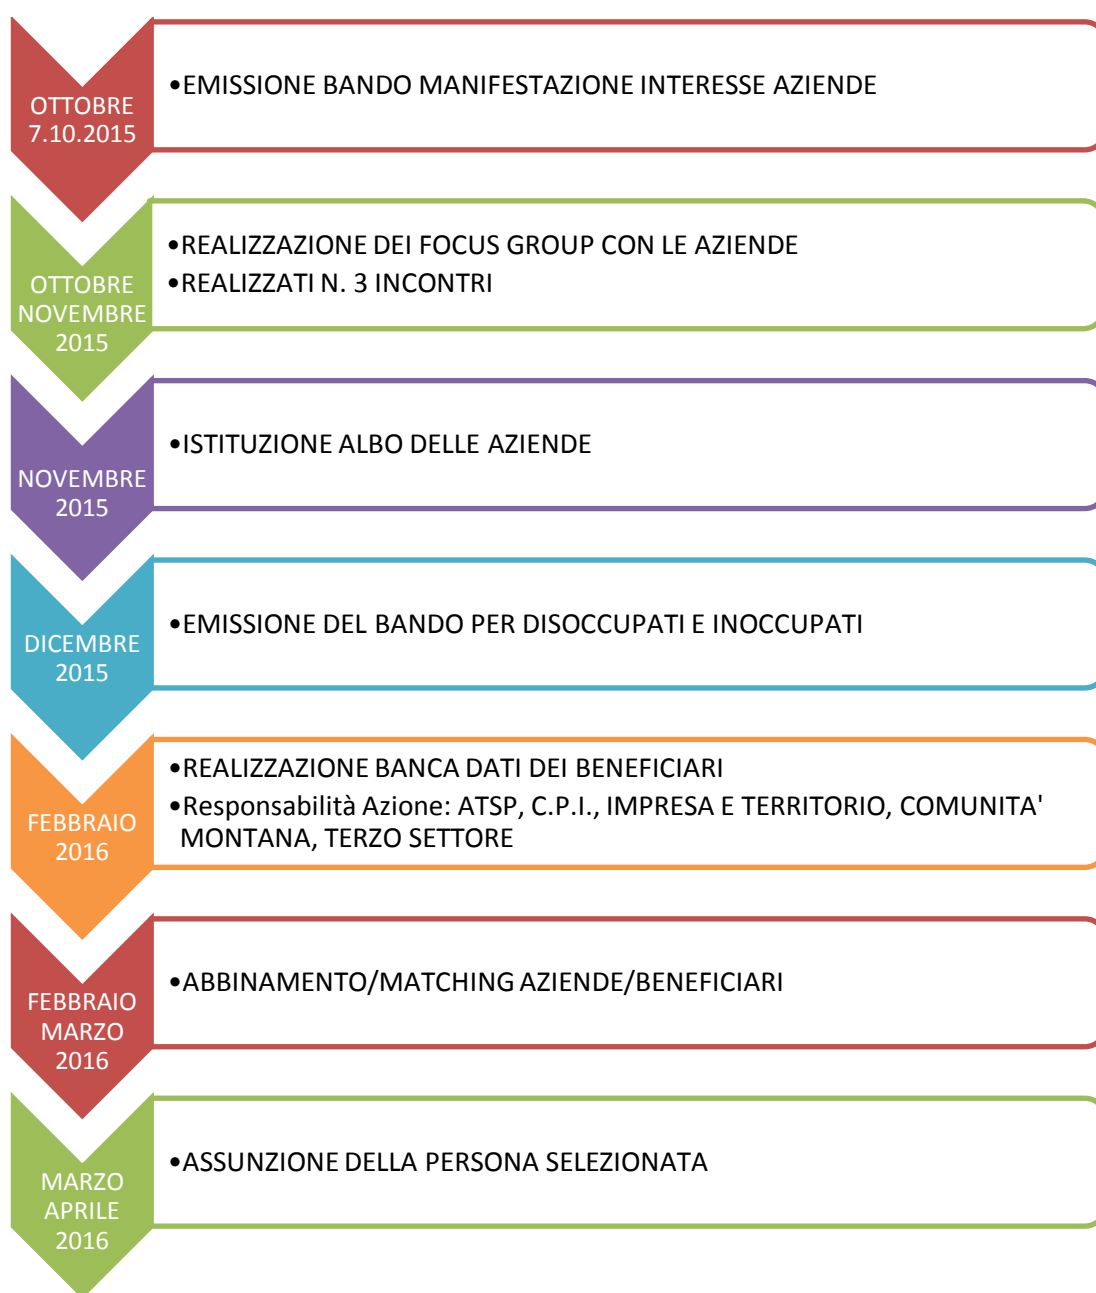 OTTOBRE
7.10.2015
•EMISSIONE BANDO MANIFESTAZIONE INTERESSE AZIENDE
OTTOBRE
NOVEMBRE
2015
•REALIZZAZIONE DEI FOCUS GROUP CON LE AZIENDE
•REALIZZATI N. 3 INCONTRI
NOVEMBRE
2015
•ISTITUZIONE ALBO DELLE AZIENDE
DICEMBRE
2015
•EMISSIONE DEL BANDO PER DISOCCUPATI E INOCCUPATI
FEBBRAIO
2016
•REALIZZAZIONE BANCA DATI DEI BENEFICIARI
•Responsabilità Azione: ATSP, C.P.I., IMPRESA E TERRITORIO, COMUNITA'
MONTANA, TERZO SETTORE
FEBBRAIO
MARZO
2016
•ABBINAMENTO/MATCHING AZIENDE/BENEFICIARI
MARZO
APRILE
2016
•ASSUNZIONE DELLA PERSONA SELEZIONATA